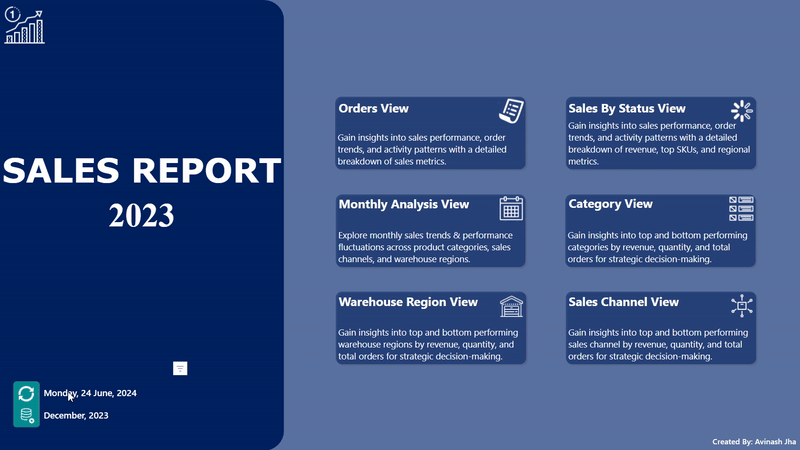 1
SALES REPORT
2023
Monday, 24 June, 2024
December, 2023
Orders View
Gain insights into sales performance, order
trends, and activity patterns with a detailed
breakdown of sales metrics.
Sales By Status View
Gain insights into sales performance, order
trends, and activity patterns with a detailed
breakdown of revenue, top SKUs, and regional
metrics.
Monthly Analysis View
Explore monthly sales trends & performance
fluctuations across product categories, sales
channels, and warehouse regions.
Category View
Gain insights into top and bottom performing
categories by revenue, quantity, and total
orders for strategic decision-making.
Warehouse Region View
Gain insights into top and bottom performing
warehouse regions by revenue, quantity, and
total orders for strategic decision-making.
Sales Channel View
Gain insights into top and bottom performing
sales channel by revenue, quantity, and total
orders for strategic decision-making.
Created By: Avinash Jha